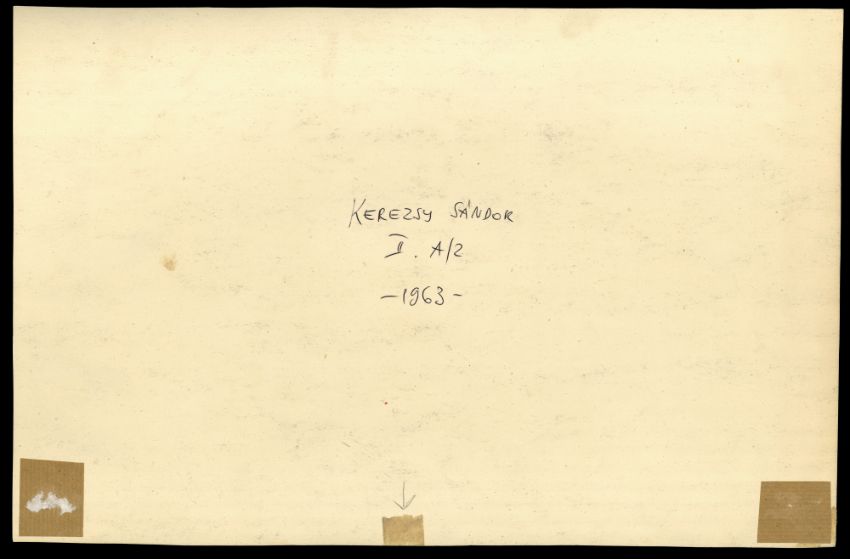 KEREZSY SÁNDOR
II. A/2
-1963-